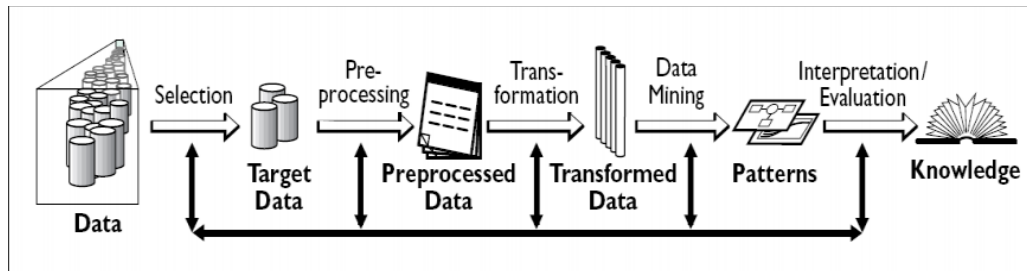 Selection
Pre-
processing
Trans-
formation
Data
Mining
Interpretation/
Evaluation
Data
Target
Data
Preprocessed
Data
Transformed
Data
Patterns
Knowledge